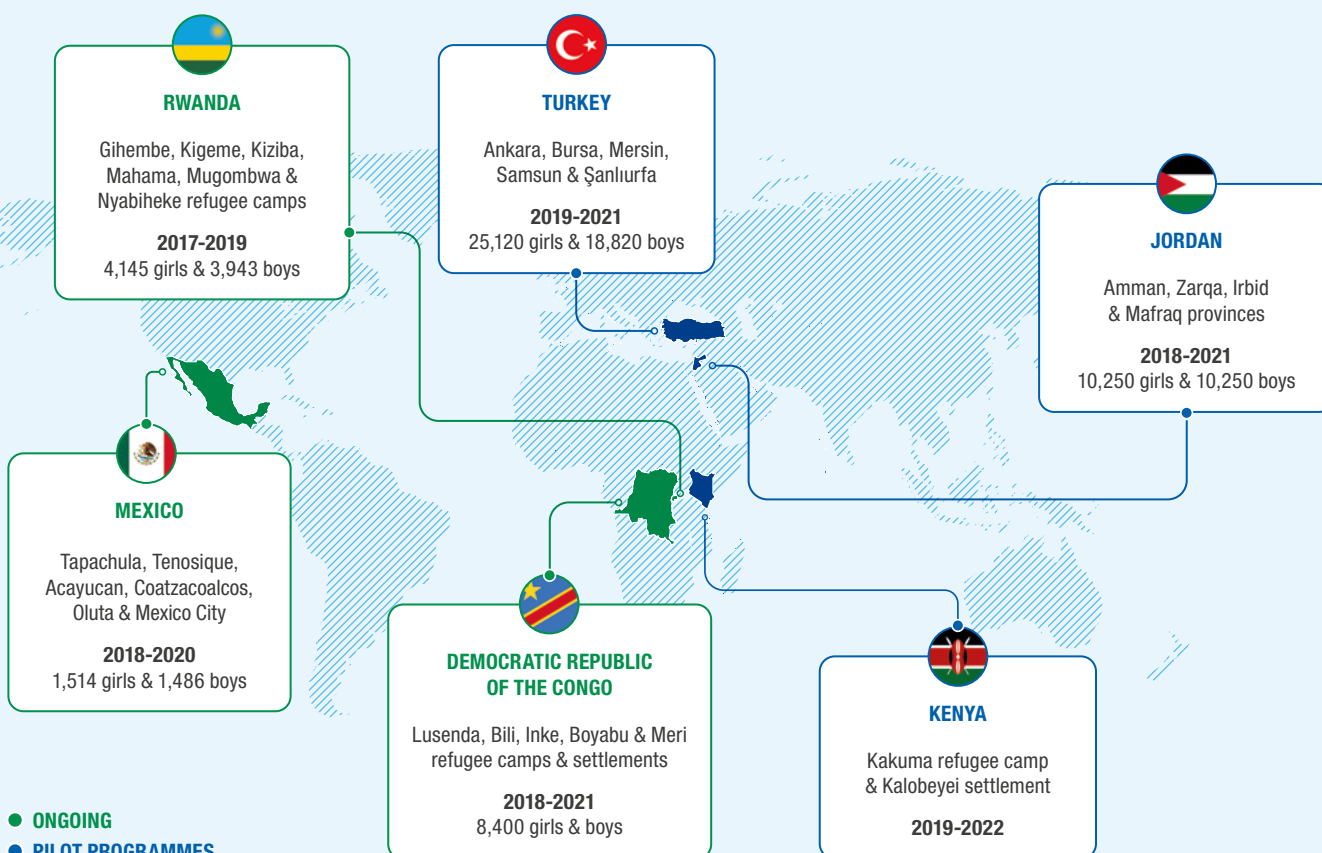 RWANDA
Gihembe, Kigeme, Kiziba,
Mahama, Mugombwa &
Nyabiheke refugee camps
2017-2019
4,145 girls & 3,943 boys
TURKEY
Ankara, Bursa, Mersin,
Samsun & Şanlıurfa
2019-2021
25,120 girls & 18,820 boys
JORDAN
Amman, Zarqa, Irbid
& Mafraq provinces
2018-2021
10,250 girls & 10,250 boys
MEXICO
Tapachula, Tenosique,
Acayucan, Coatzacoalcos,
Oluta & Mexico City
2018-2020
1,514 girls & 1,486 boys
DEMOCRATIC REPUBLIC
OF THE CONGO
Lusenda, Bili, Inke, Boyabu & Meri
refugee camps & settlements
2018-2021
8,400 girls & boys
KENYA
Kakuma refugee camp
& Kalobeyei settlement
2019-2022
ONGOING
PILOT PROGRAMMES